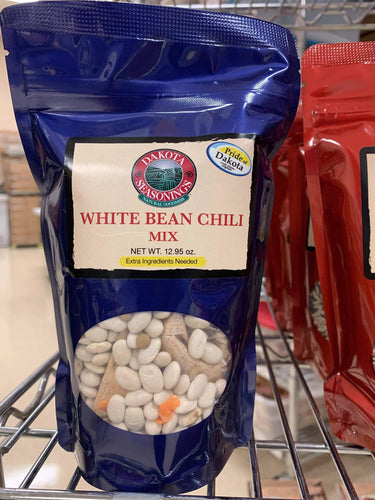 Pride of
Dakota
DAKOTA
SEASONINGS
NATURAL GOODNESS
WHITE BEAN CHILI
MIX
NET WT. 12.95 oz.
Extra Ingredients Needed